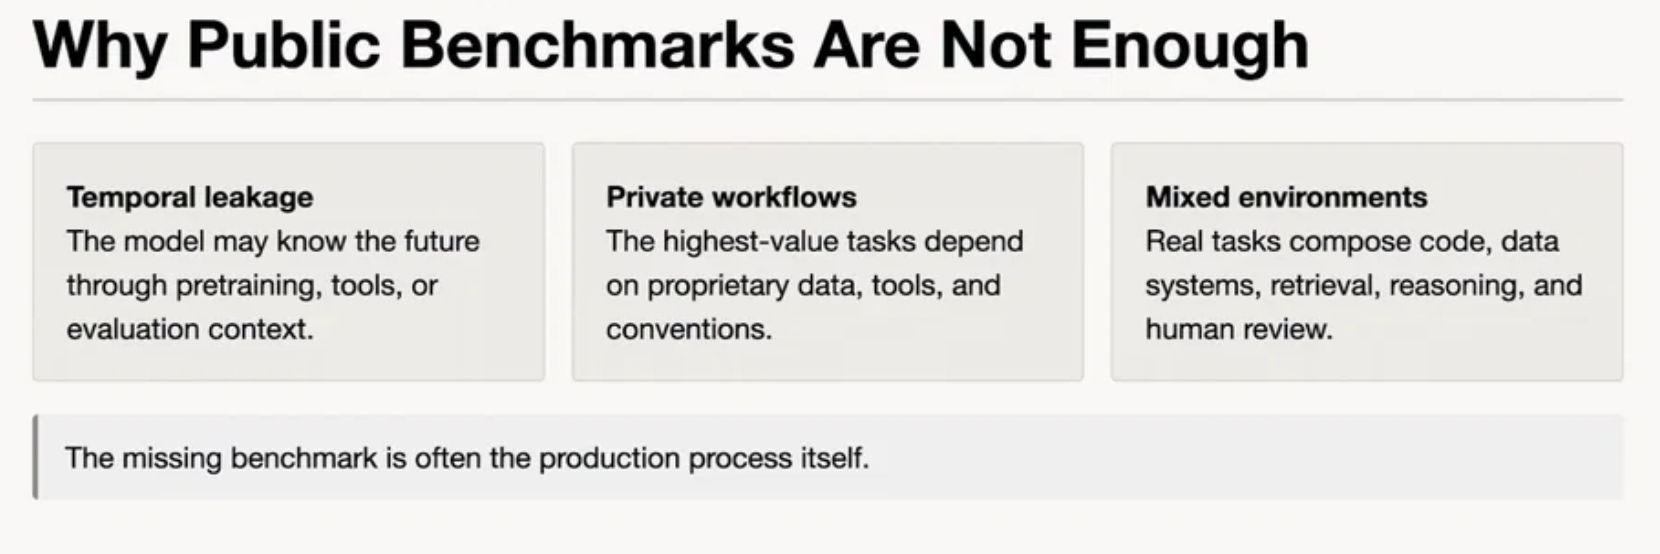 Why Public Benchmarks Are Not Enough
Temporal leakage
The model may know the future
through pretraining, tools, or
evaluation context.
Private workflows
The highest-value tasks depend
on proprietary data, tools, and
conventions.
Mixed environments
Real tasks compose code, data
systems, retrieval, reasoning, and
human review.
The missing benchmark is often the production process itself.